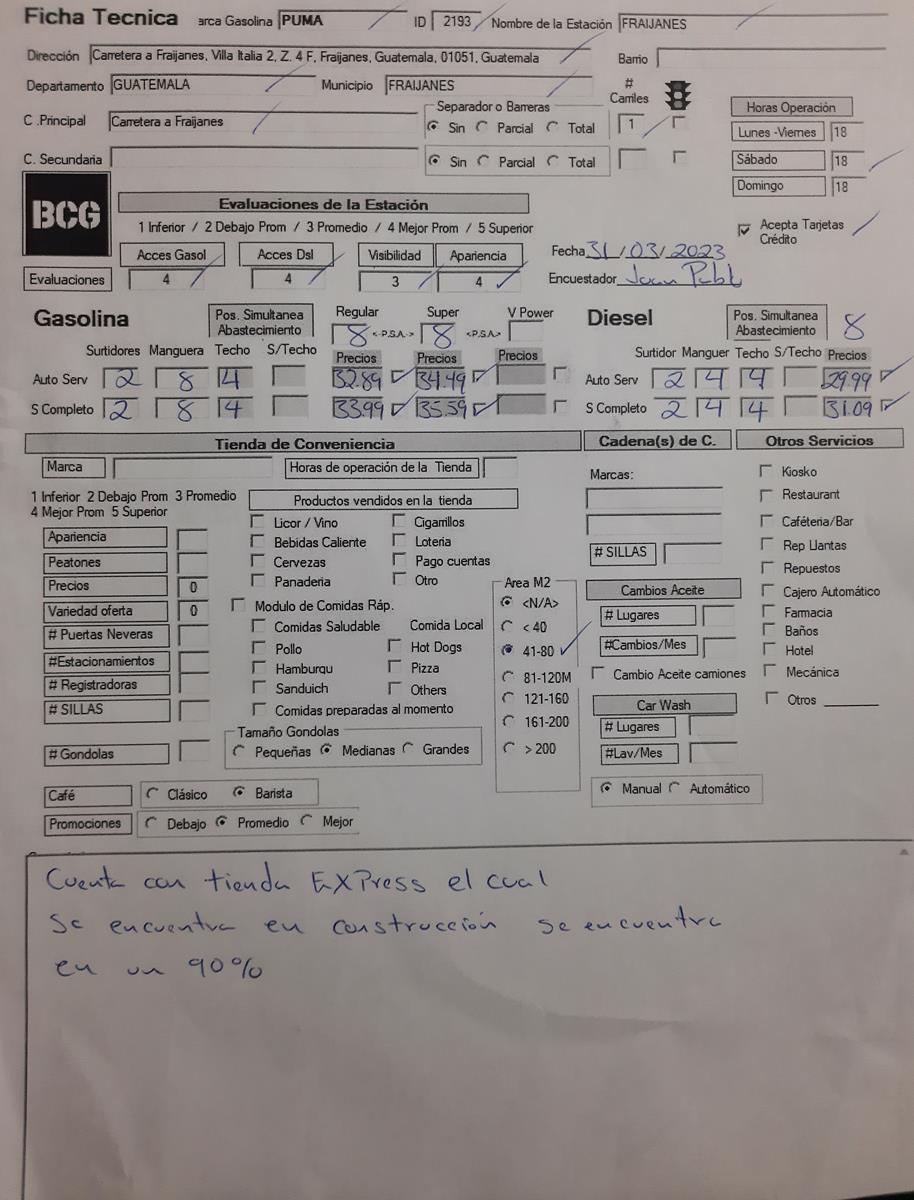 Ficha Tecnica arca Gasolina PUMA ID 2193 Nombre de la Estación FRAIJANES
Dirección Carretera a Fraijanes, Villa Italia 2, Z. 4 F, Fraijanes, Guatemala, 01051, Guatemala Barrio
Departamento GUATEMALA Municipio FRAIJANES # Carriles
Separador o Barreras Horas Operación
C .Principal Carretera a Fraijanes Sin Parcial Total 1 Lunes -Viernes 18
C. Secundaria Sin Parcial Total Sábado 18
Domingo 18
BCG Evaluaciones de la Estación
1 Inferior / 2 Debajo Prom / 3 Promedio / 4 Mejor Prom / 5 Superior Acepta Tarjetas Crédito
Acces Gasol Acces Dsl Visibilidad Apariencia Fecha 31/03/2023
Evaluaciones 4 4 3 4 Encuestador Juan Pabl
Gasolina Pos. Simultanea Abastecimiento Regular Super V Power Diesel Pos. Simultanea Abastecimiento 8
8 <-P.S.A.-> 8 <-P.S.A>
Surtidores Manguera Techo S/Techo Precios Precios Precios Surtidor Manguer Techo S/Techo Precios
Auto Serv 2 8 4 32.89 34.49 Auto Serv 2 4 4 29.99
S Completo 2 8 4 33.99 35.59 S Completo 2 4 4 31.09
Tienda de Conveniencia Cadena(s) de C. Otros Servicios
Marca Horas de operación de la Tienda Marcas: Kiosko
1 Inferior 2 Debajo Prom 3 Promedio
4 Mejor Prom 5 Superior Productos vendidos en la tienda Restaurant
Apariencia Licor / Vino Cigarrillos Caféteria/Bar
Bebidas Caliente Loteria Rep Llantas
Peatones Cervezas Pago cuentas # SILLAS Repuestos
Precios 0 Panaderia Otro Area M2 Cambios Aceite Cajero Automático
Variedad oferta 0 Modulo de Comidas Ráp. <N/A> # Lugares Farmacia
# Puertas Neveras Comidas Saludable Comida Local < 40 Baños
#Estacionamientos Pollo Hot Dogs 41-80 #Cambios/Mes Hotel
# Registradoras Hamburqu Pizza 81-120M Cambio Aceite camiones Mecánica
# SILLAS Sanduich Others 121-160 Car Wash Otros
Comidas preparadas al momento 161-200 # Lugares
Tamaño Gondolas
# Gondolas Pequeñas Medianas Grandes > 200 #Lav/Mes
Café Clásico Barista Manual Automático
Promociones Debajo Promedio Mejor
Cuenta con tienda EXPress el cual
se encuentra en construcción se encuentra
en un 90%